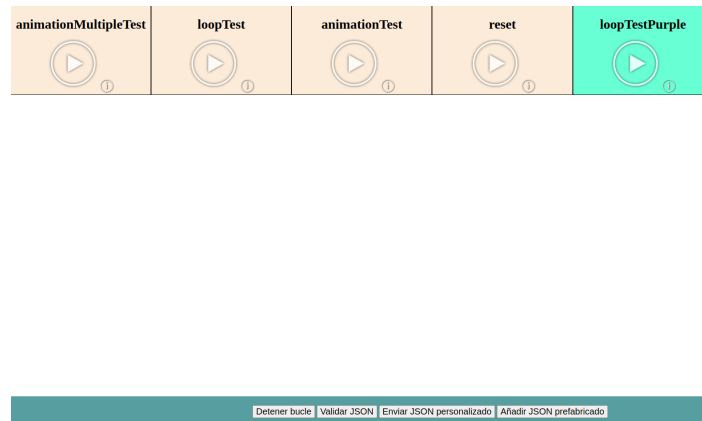 animationMultipleTest
loopTest
animationTest
reset
loopTestPurple
Detener bucle
Validar JSON
Enviar JSON personalizado
Añadir JSON prefabricado